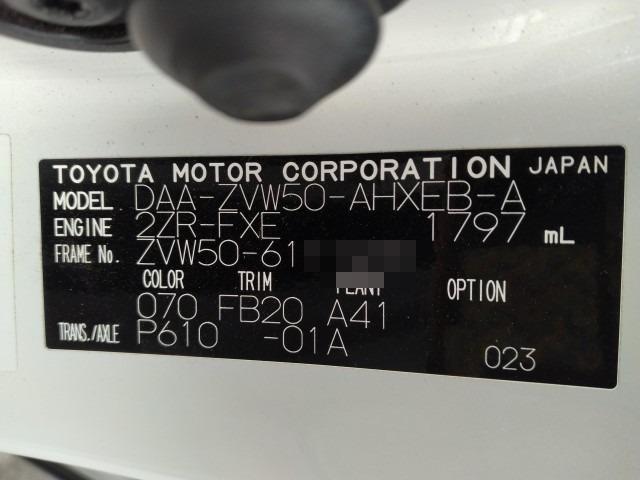 TOYOTA MOTOR CORPORATION JAPAN
MODEL DAA-ZVW50-AHXEB-A
ENGINE 2ZR-FXE 1797 mL
FRAME No. ZVW50-61
COLOR TRIM PLANT OPTION
070 FB20 A41
TRANS./AXLE P610 -01A 023